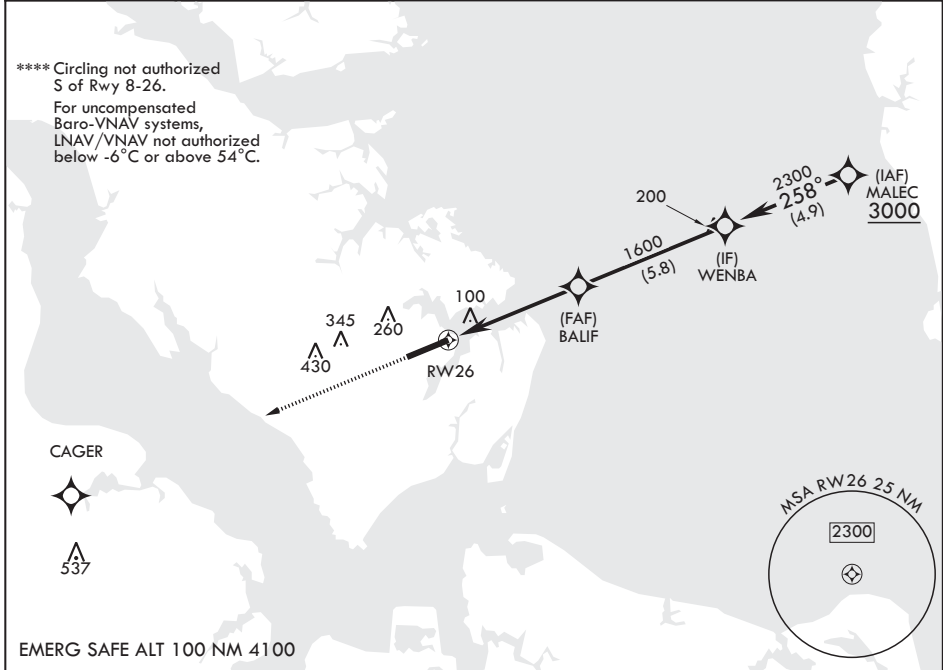 **** Circling not authorized
S of Rwy 8-26.
For uncompensated
Baro-VNAV systems,
LNAV/VNAV not authorized
below -6°C or above 54°C.
2300
258°
(4.9)
(IAF)
MALEC
3000
200
(IF)
WENBA
1600
(5.8)
(FAF)
BALIF
100
260
345
430
RW26
CAGER
537
MSA RW26 25 NM
2300
EMERG SAFE ALT 100 NM 4100